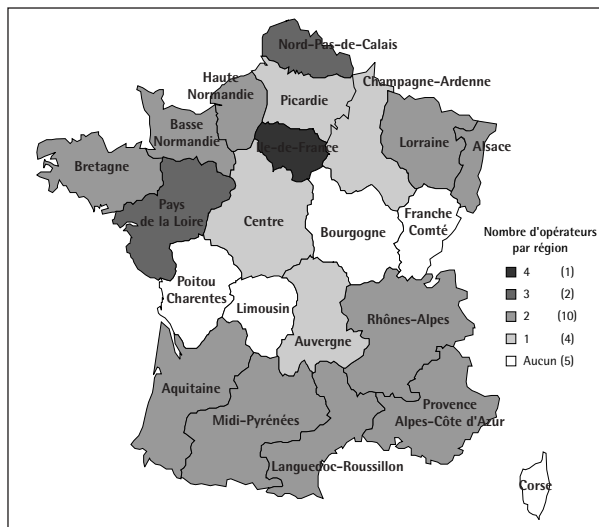 Nord-Pas-de-Calais
Haute
Normandie
Champagne-Ardenne
Picardie
Basse
Normandie
Île-de-France
Lorraine
Alsace
Bretagne
Pays
de la Loire
Centre
Bourgogne
Franche
Comté
Poitou
Charentes
Limousin
Auvergne
Rhônes-Alpes
Aquitaine
Midi-Pyrénées
Provence
Alpes-Côte d'Azur
Languedoc-Roussillon
Corse
Nombre d'opérateurs
par région
4 (1)
3 (2)
2 (10)
1 (4)
Aucun (5)